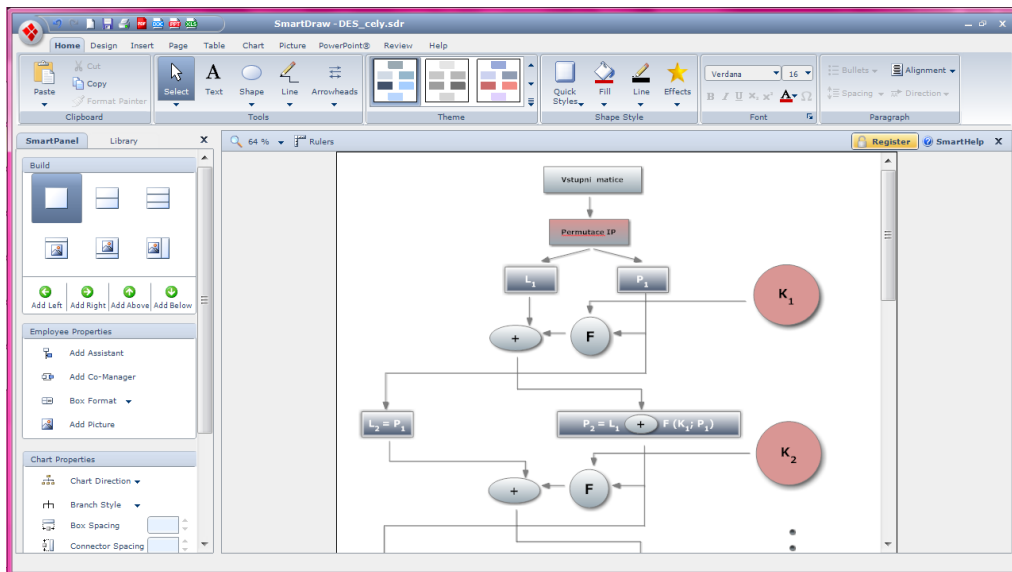 SmartDraw - DES_cely.sdr
Home Design Insert Page Table Chart Picture PowerPoint® Review Help
Paste
Cut
Copy
Format Painter
Clipboard
Select
Text
Shape
Line
Arrowheads
Tools
Theme
Quick Styles
Fill
Line
Effects
Shape Style
Verdana 16
B I U X₂ X² A Ω
Font
Bullets Alignment
Spacing Direction
Paragraph
SmartPanel Library X
64 % Rulers
Register SmartHelp X
Build
Add Left Add Right Add Above Add Below
Employee Properties
Add Assistant
Add Co-Manager
Box Format
Add Picture
Chart Properties
Chart Direction
Branch Style
Box Spacing
Connector Spacing
Vstupni matice
Permutace IP
L₁ P₁
K₁
+ F
L₂ = P₁
P₂ = L₁ + F (K₁; P₁)
K₂
+ F